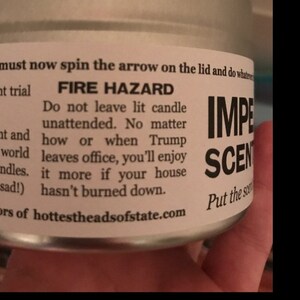 must now spin the arrow on the lid and do
nt trial
FIRE HAZARD
Do not leave lit candle
unattended. No matter
how or when Trump
leaves office, you'll enjoy
it more if your house
hasn't burned down.
nt and
world
ndles.
sad!)
IMPE
SCEN
Put the
ors of hottestheadsofstate.com